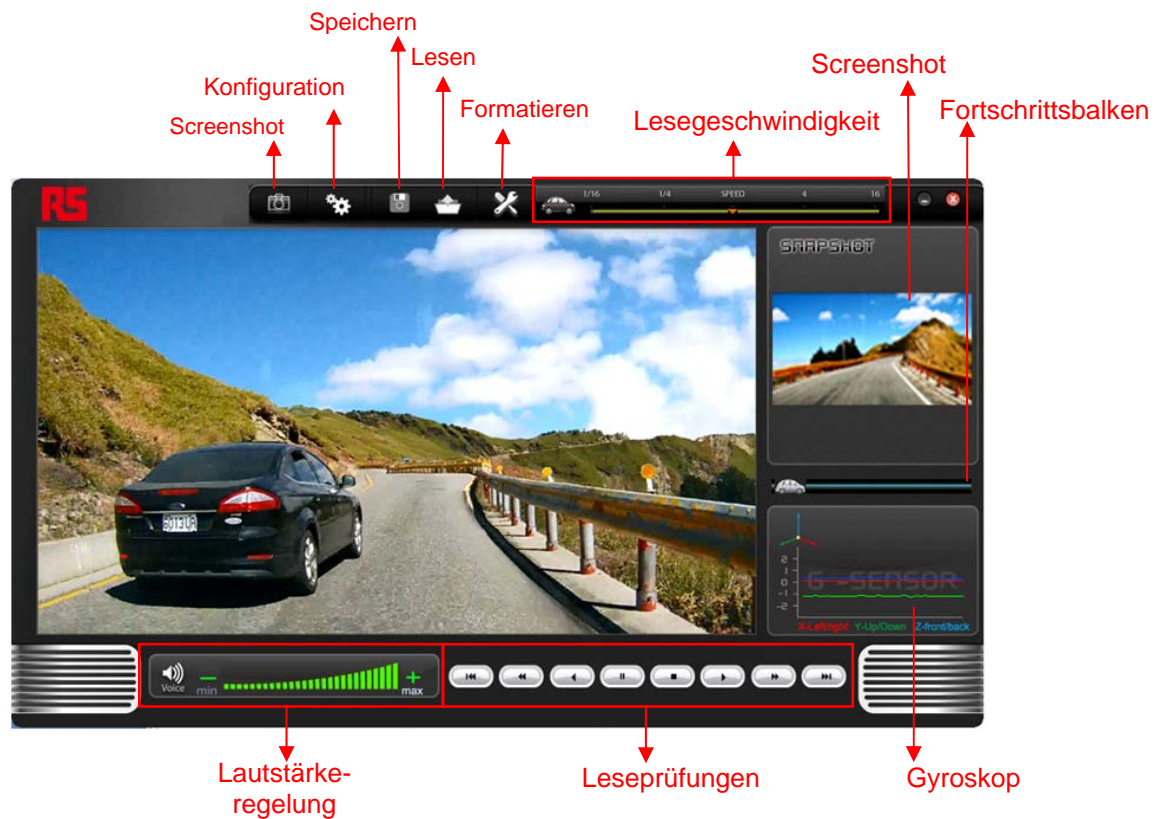 Speichern
Lesen
Screenshot
Konfiguration
Formatieren
Fortschrittsbalken
Screenshot
Lesegeschwindigkeit
RS
1/16 1/4 SPEED 4 16
SNAPSHOT
2
1
0
-1
-2
G-SENSOR
X-Left/right Y-Up/Down Z-front/back
Voice
min
max
Lautstärke-
regelung
Leseprüfungen
Gyroskop